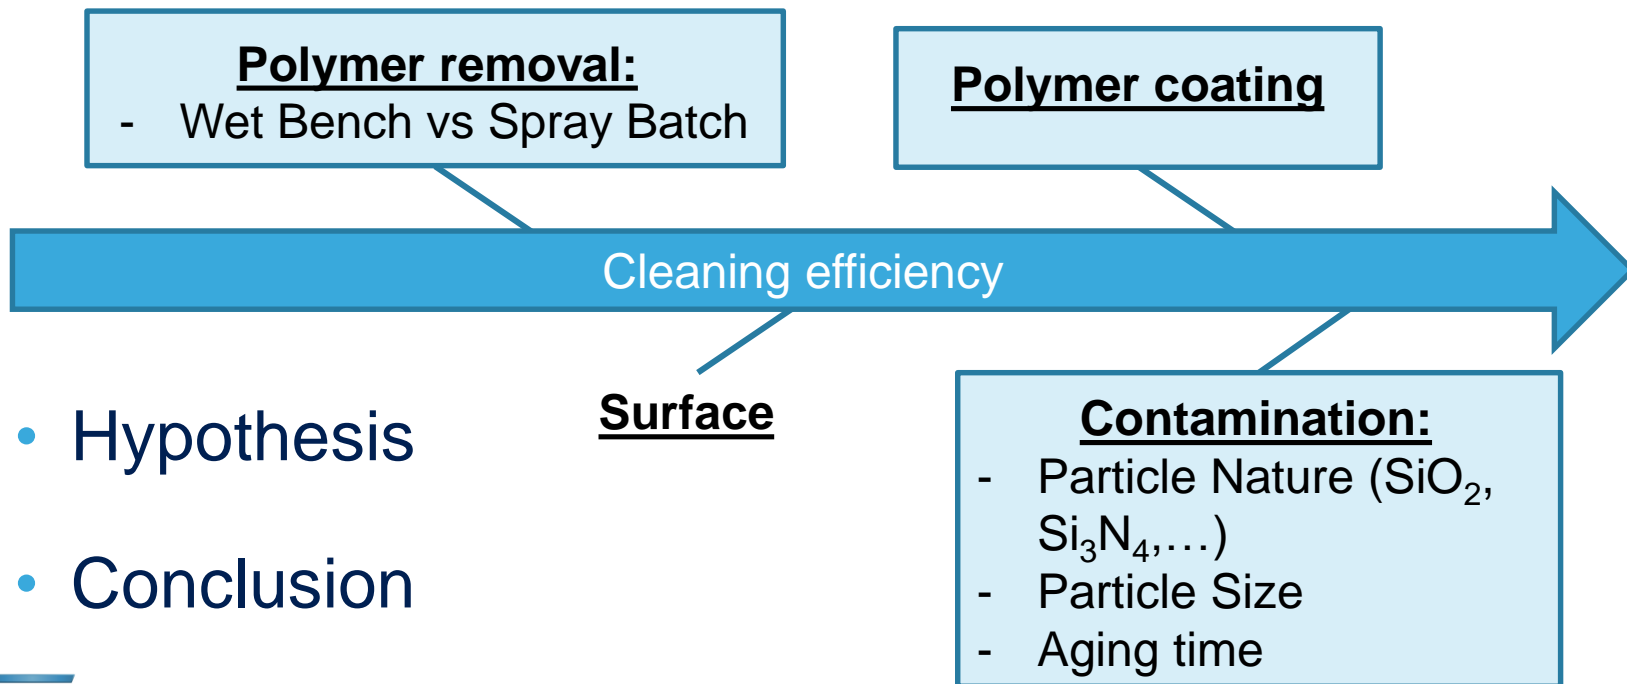 Polymer removal:
- Wet Bench vs Spray Batch
Polymer coating
Cleaning efficiency
• Hypothesis
• Conclusion
Surface
Contamination:
- Particle Nature (SiO₂,
Si₃N₄,…)
- Particle Size
- Aging time